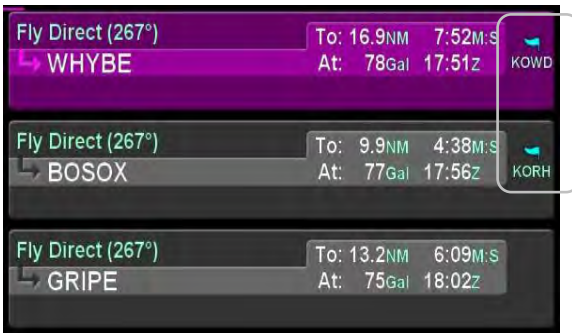 Fly Direct (267°)
To: 16.9NM 7:52M:S
WHYBE
At: 78Gal 17:51Z
KOWD
Fly Direct (267°)
To: 9.9NM 4:38M:S
BOSOX
At: 77Gal 17:56Z
KORH
Fly Direct (267°)
To: 13.2NM 6:09M:S
GRIPE
At: 75Gal 18:02Z